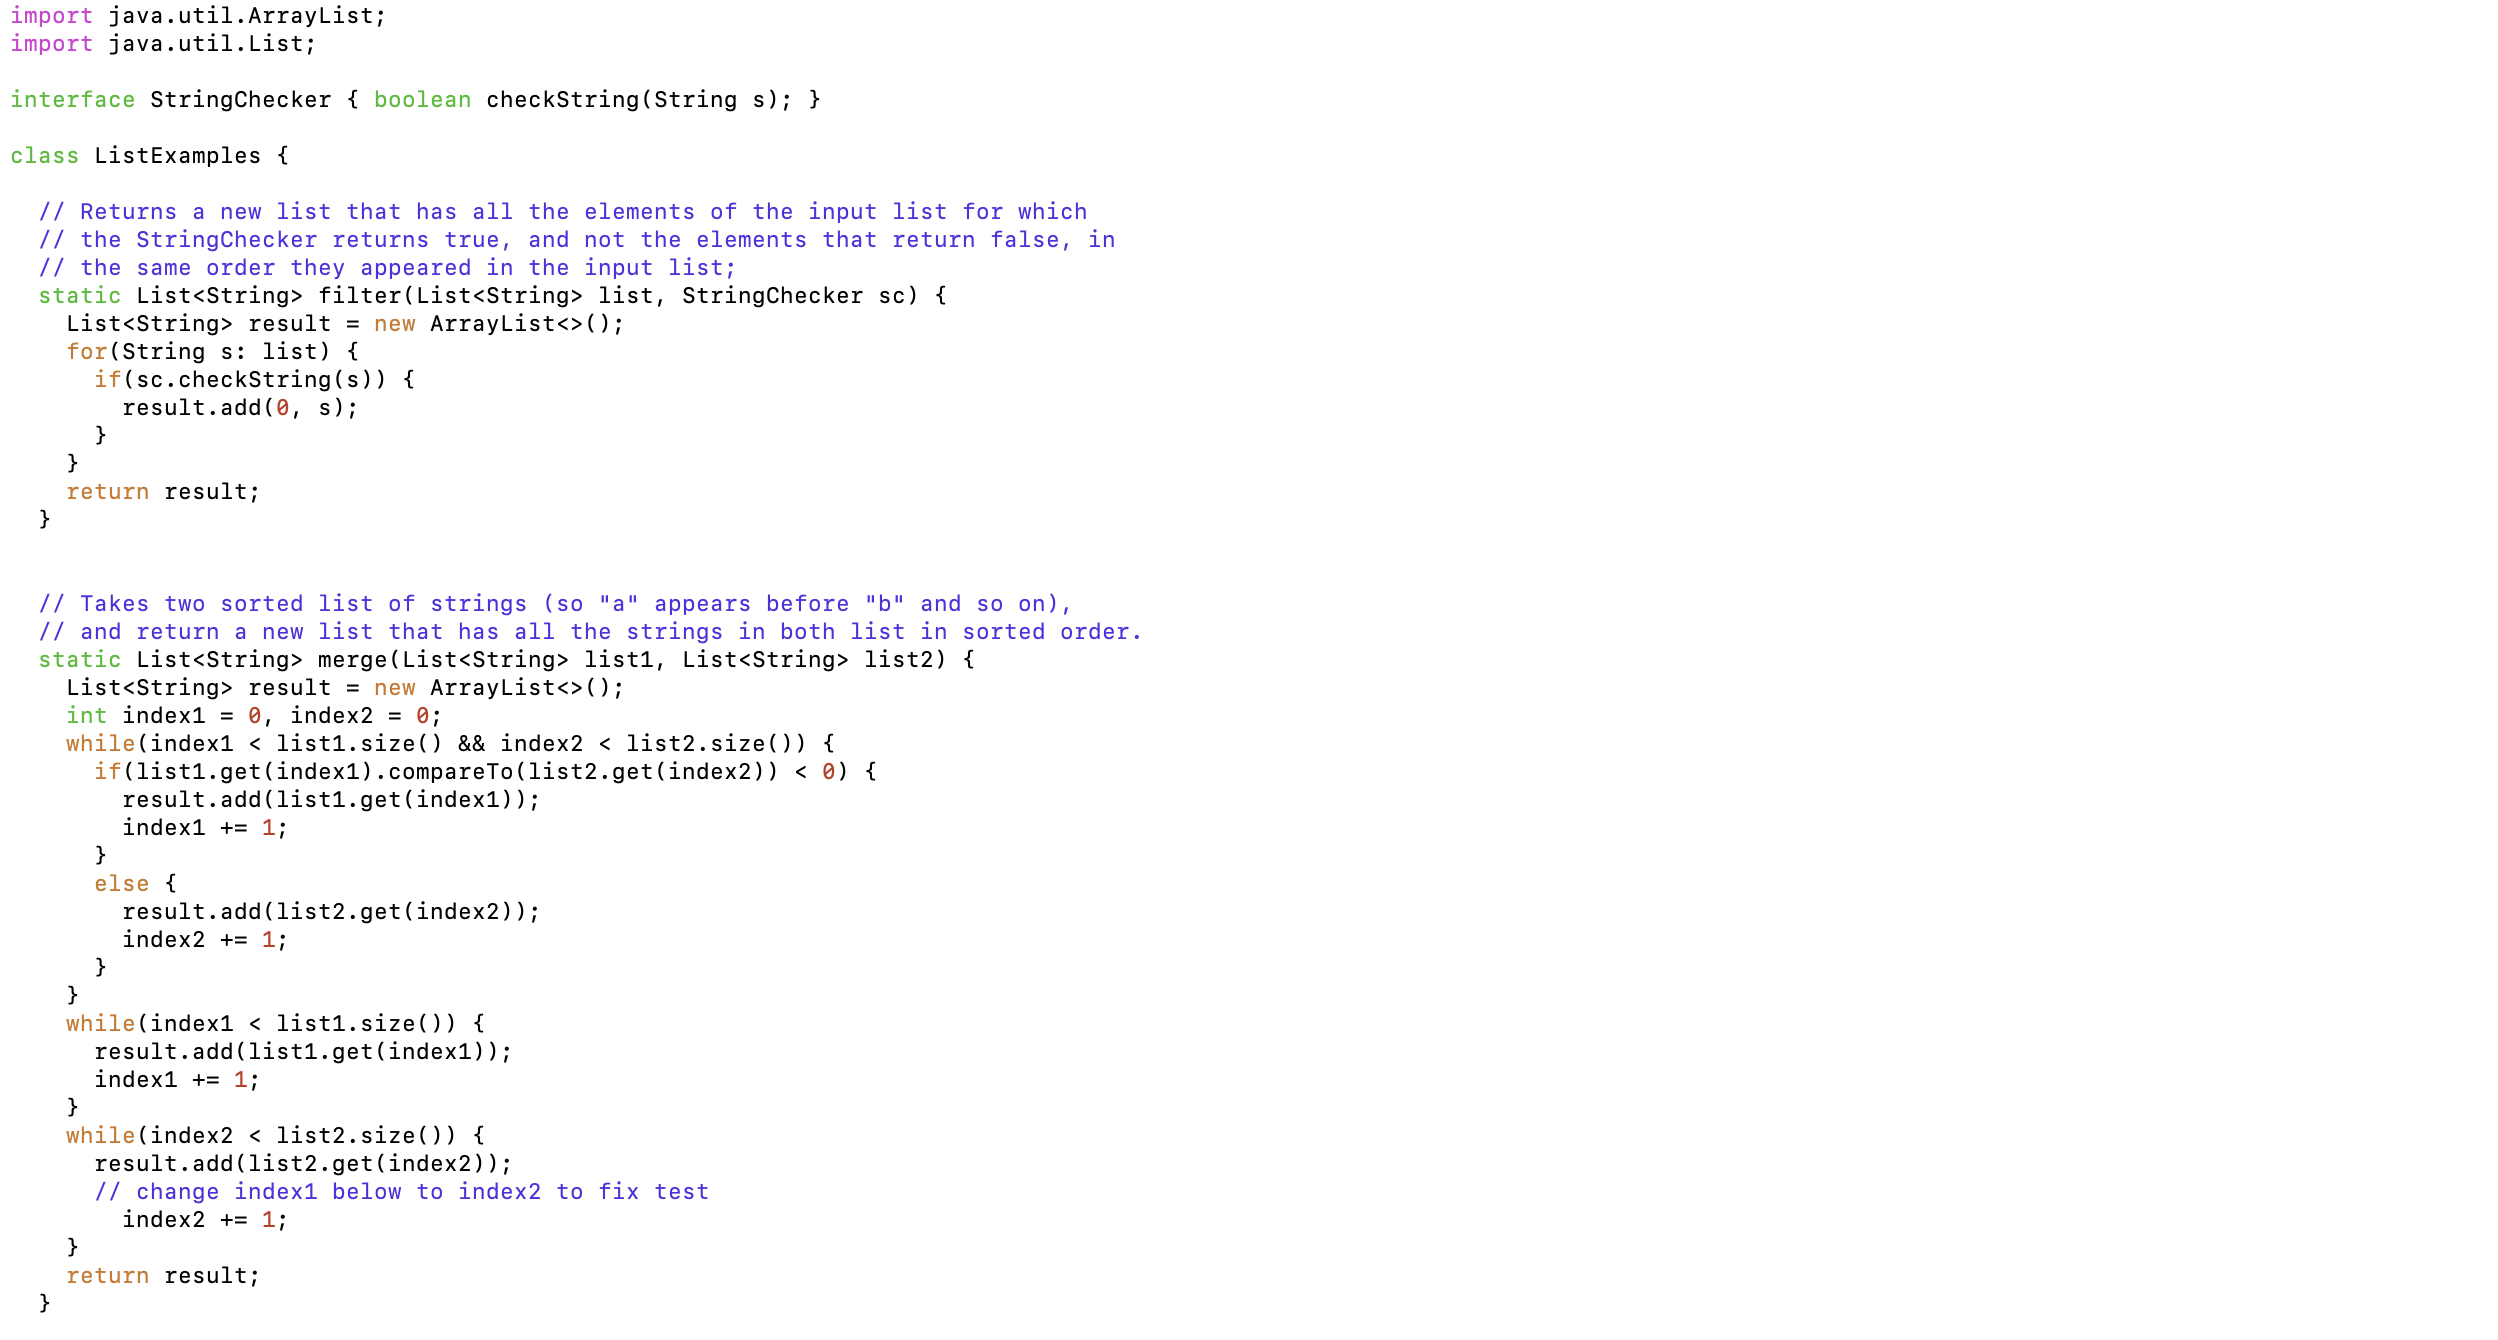 import java.util.ArrayList;
import java.util.List;

interface StringChecker { boolean checkString(String s); }

class ListExamples {

  // Returns a new list that has all the elements of the input list for which
  // the StringChecker returns true, and not the elements that return false, in
  // the same order they appeared in the input list;
  static List<String> filter(List<String> list, StringChecker sc) {
    List<String> result = new ArrayList<>();
    for(String s: list) {
      if(sc.checkString(s)) {
        result.add(0, s);
      }
    }
    return result;
  }


  // Takes two sorted list of strings (so "a" appears before "b" and so on),
  // and return a new list that has all the strings in both list in sorted order.
  static List<String> merge(List<String> list1, List<String> list2) {
    List<String> result = new ArrayList<>();
    int index1 = 0, index2 = 0;
    while(index1 < list1.size() && index2 < list2.size()) {
      if(list1.get(index1).compareTo(list2.get(index2)) < 0) {
        result.add(list1.get(index1));
        index1 += 1;
      }
      else {
        result.add(list2.get(index2));
        index2 += 1;
      }
    }
    while(index1 < list1.size()) {
      result.add(list1.get(index1));
      index1 += 1;
    }
    while(index2 < list2.size()) {
      result.add(list2.get(index2));
      // change index1 below to index2 to fix test
        index2 += 1;
    }
    return result;
  }